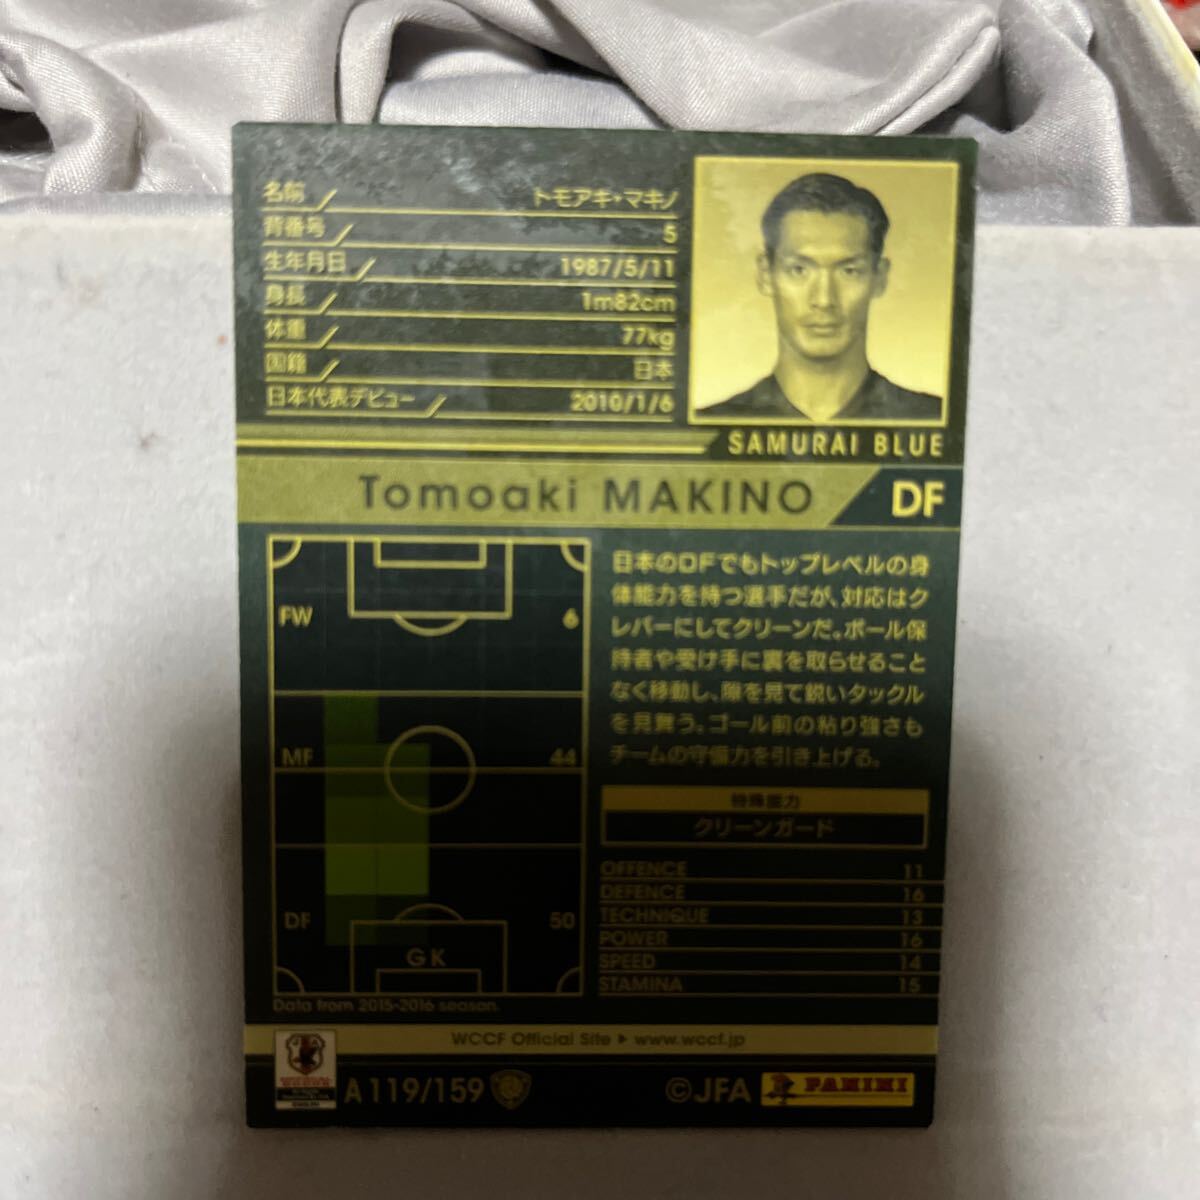 名前 トモアキ・マキノ
背番号 5
生年月日 1987/5/11
身長 1m82cm
体重 77kg
国籍 日本
日本代表デビュー 2010/1/6
SAMURAI BLUE
Tomoaki MAKINO DF
FW 6
MF 44
DF 50
GK
Data from 2015-2016 season.
日本のDFでもトップレベルの身
体能力を持つ選手だが、対応はク
レバーにしてクリーンだ。ボール保
持者や受け手に裏を取らせること
なく移動し、隙を見て鋭いタックル
を見舞う。ゴール前の粘り強さも
チームの守備力を引き上げる。
特殊能力
クリーンガード
OFFENCE 11
DEFENCE 16
TECHNIQUE 13
POWER 16
SPEED 14
STAMINA 15
WCCF Official Site ▶ www.wccf.jp
JFA
A 119/159
©JFA
PANINI